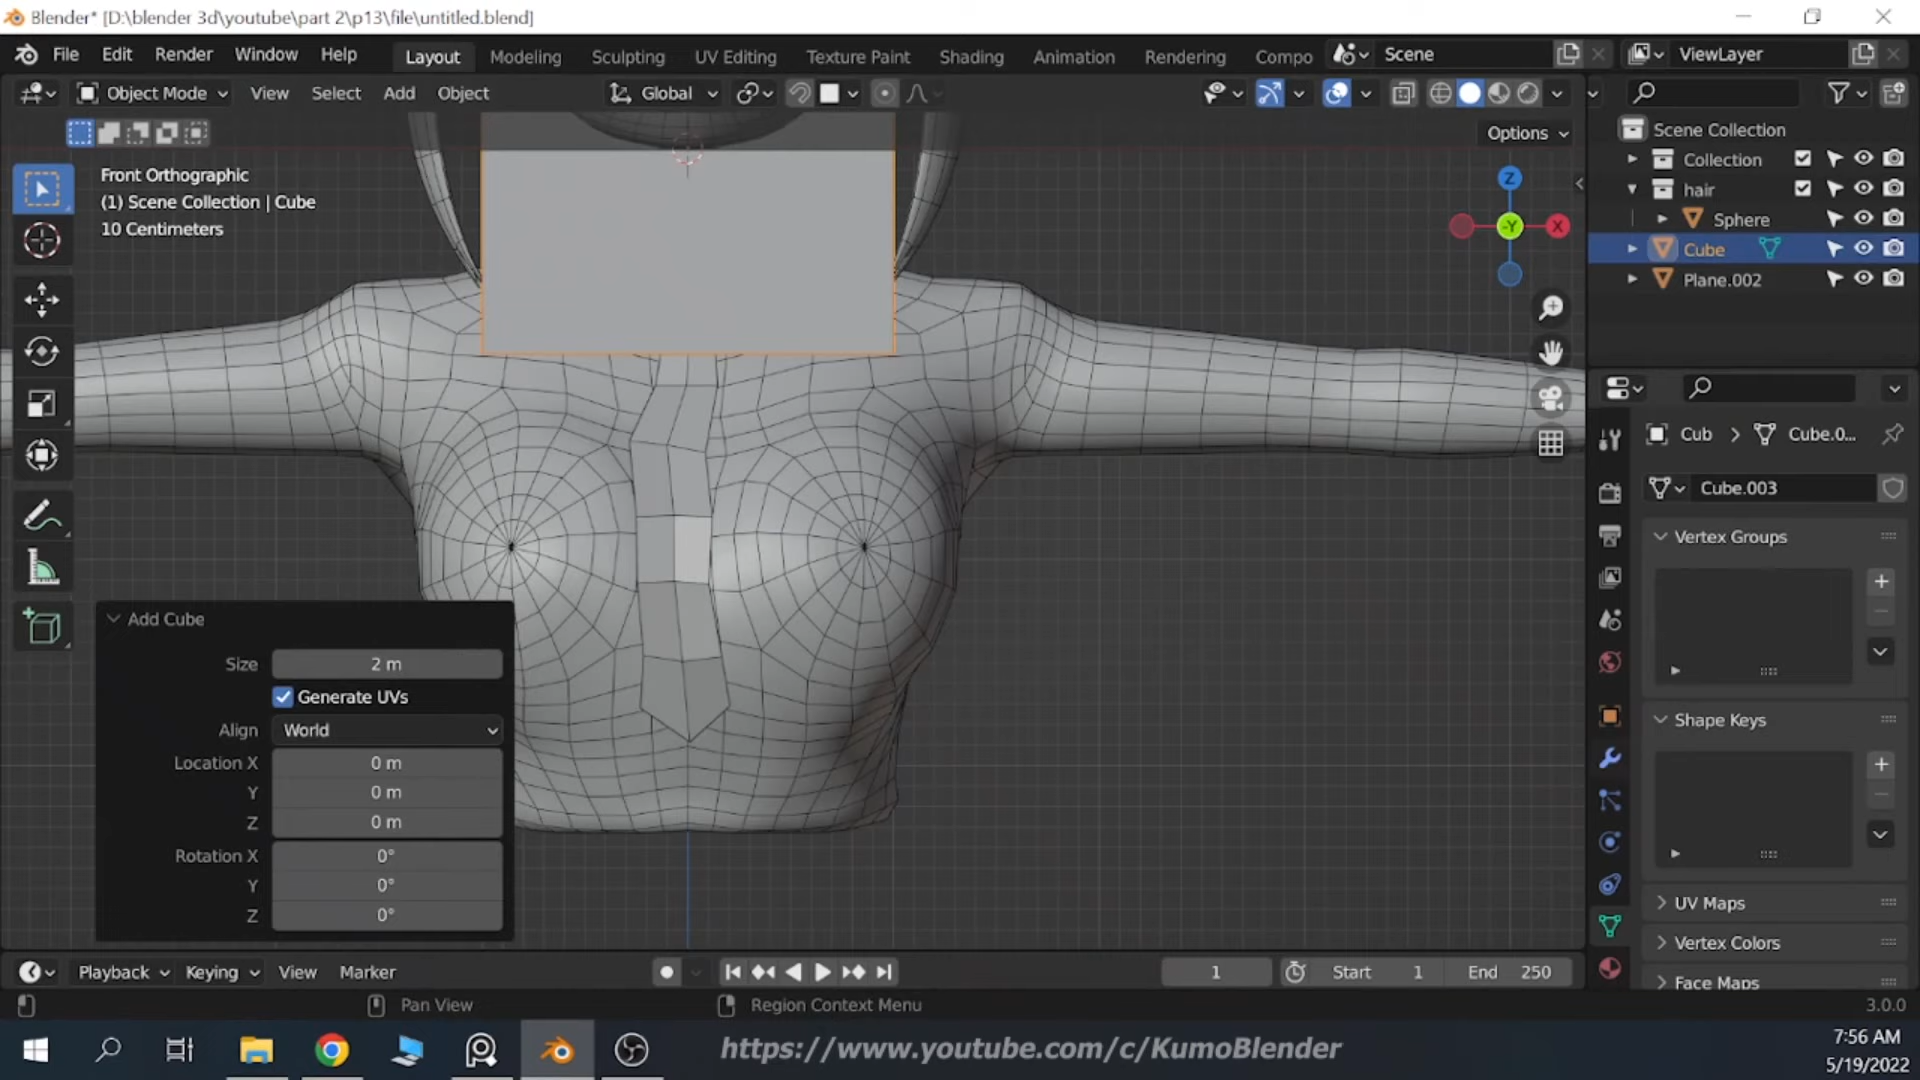 Blender* [D:\blender 3d\youtube\part 2\p13\file\untitled.blend]
File Edit Render Window Help Layout Modeling Sculpting UV Editing Texture Paint Shading Animation Rendering Compo Scene ViewLayer
Object Mode View Select Add Object Global
Options
Front Orthographic
(1) Scene Collection | Cube
10 Centimeters
Z
-Y
X
Scene Collection
Collection
hair
Sphere
Cube
Plane.002
Cub Cube.0...
Cube.003
Vertex Groups
Shape Keys
UV Maps
Vertex Colors
Face Maps
Add Cube
Size 2 m
Generate UVs
Align World
Location X 0 m
Y 0 m
Z 0 m
Rotation X 0°
Y 0°
Z 0°
Playback Keying View Marker 1 Start 1 End 250
Pan View Region Context Menu 3.0.0
https://www.youtube.com/c/KumoBlender
7:56 AM
5/19/2022